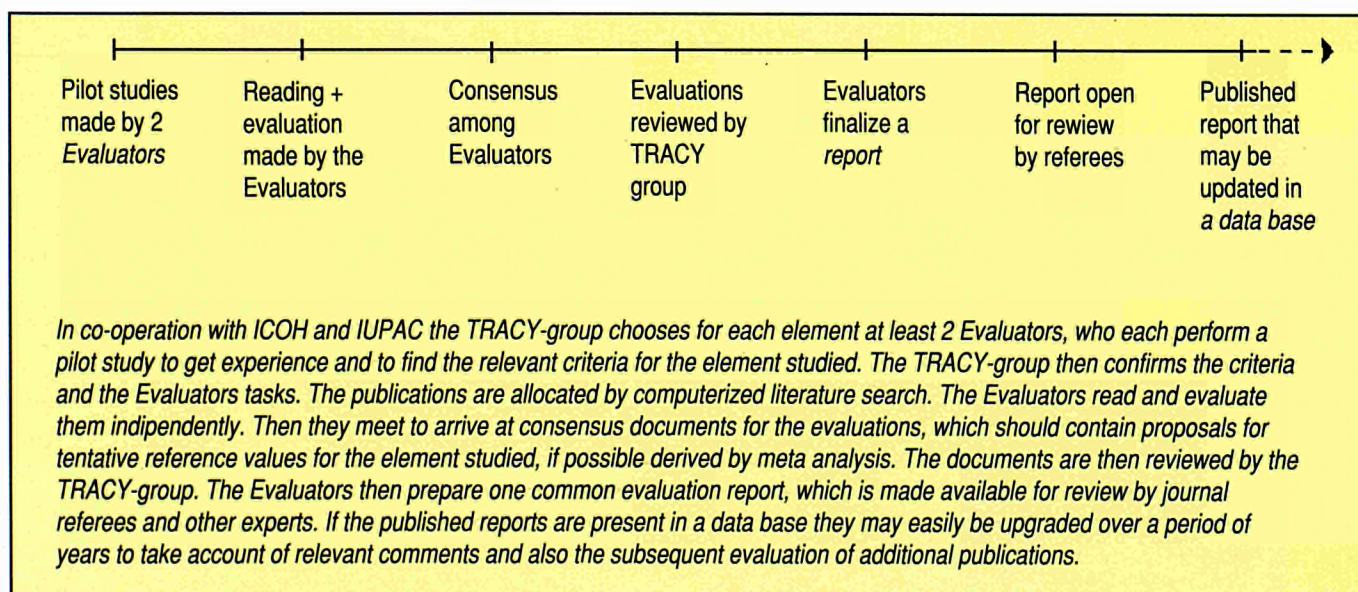 Pilot studies
made by 2
Evaluators
Reading +
evaluation
made by the
Evaluators
Consensus
among
Evaluators
Evaluations
reviewed by
TRACY
group
Evaluators
finalize a
report
Report open
for rewiew
by referees
Published
report that
may be
updated in
a data base
In co-operation with ICOH and IUPAC the TRACY-group chooses for each element at least 2 Evaluators, who each perform a
pilot study to get experience and to find the relevant criteria for the element studied. The TRACY-group then confirms the criteria
and the Evaluators tasks. The publications are allocated by computerized literature search. The Evaluators read and evaluate
them indipendently. Then they meet to arrive at consensus documents for the evaluations, which should contain proposals for
tentative reference values for the element studied, if possible derived by meta analysis. The documents are then reviewed by the
TRACY-group. The Evaluators then prepare one common evaluation report, which is made available for review by journal
referees and other experts. If the published reports are present in a data base they may easily be upgraded over a period of
years to take account of relevant comments and also the subsequent evaluation of additional publications.